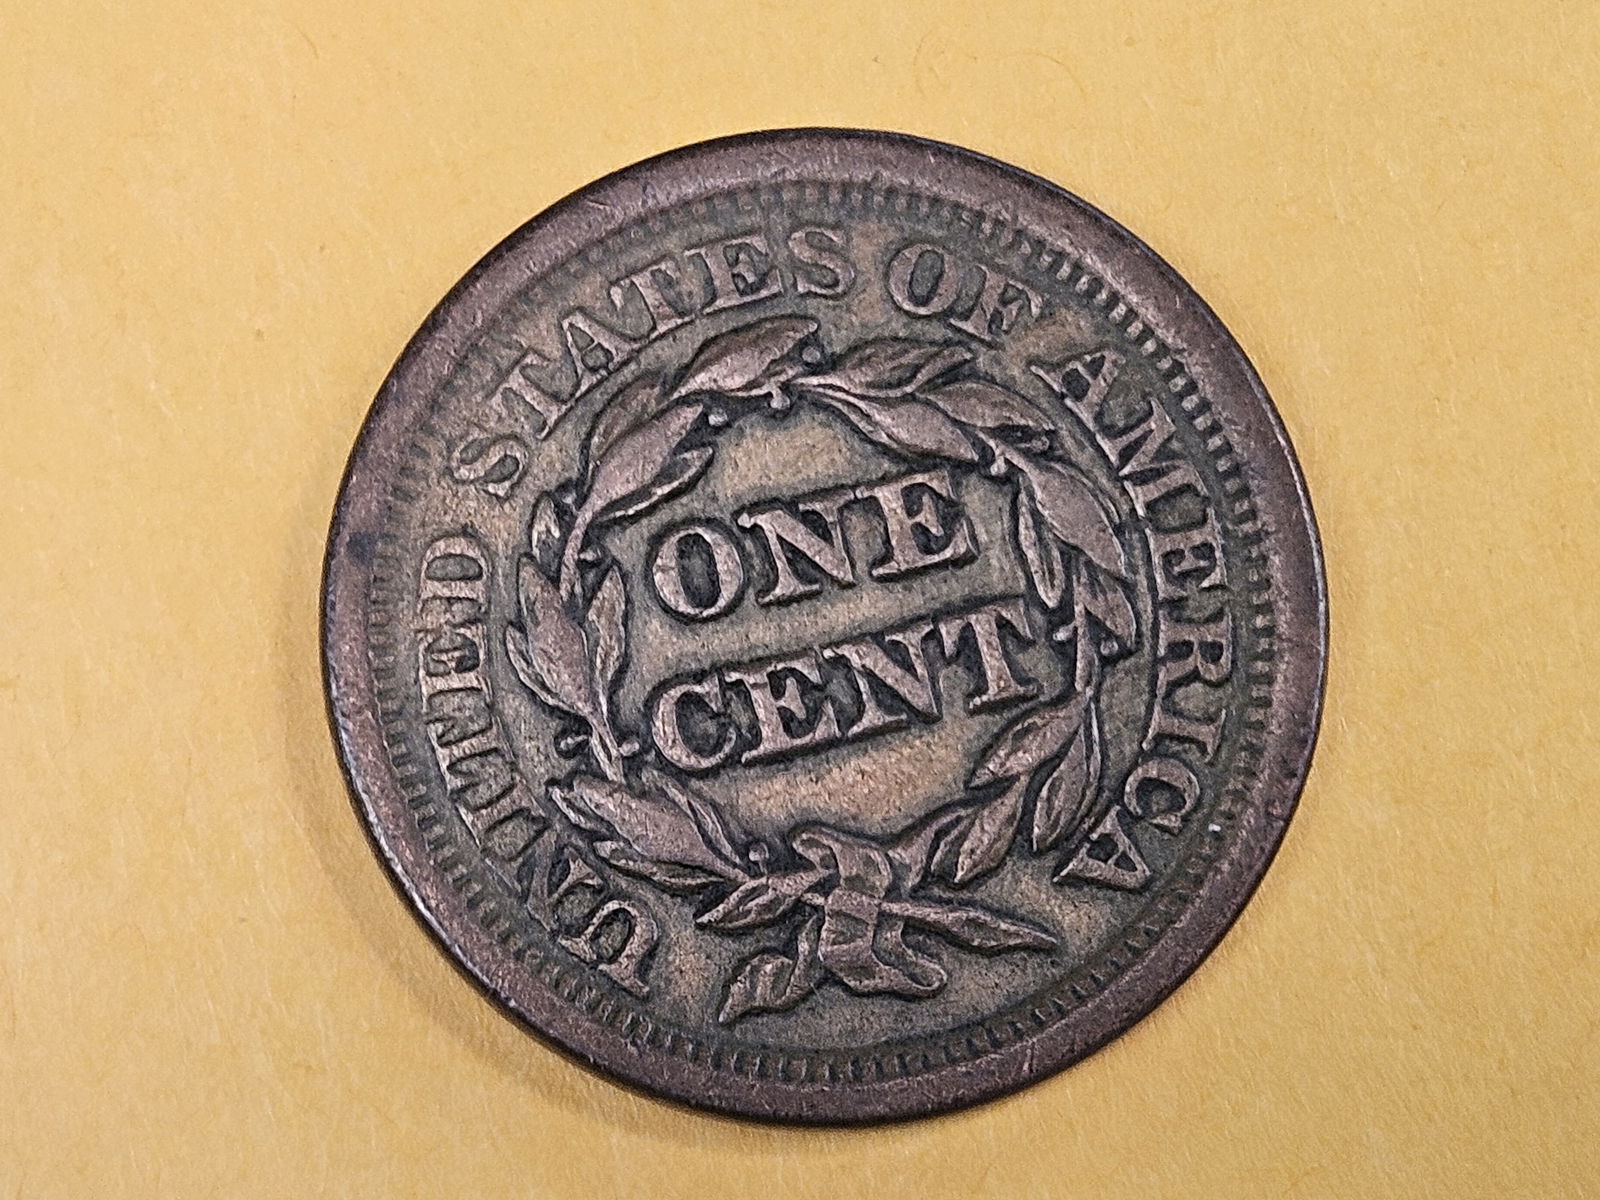 UNITED STATES OF AMERICA
ONE
CENT